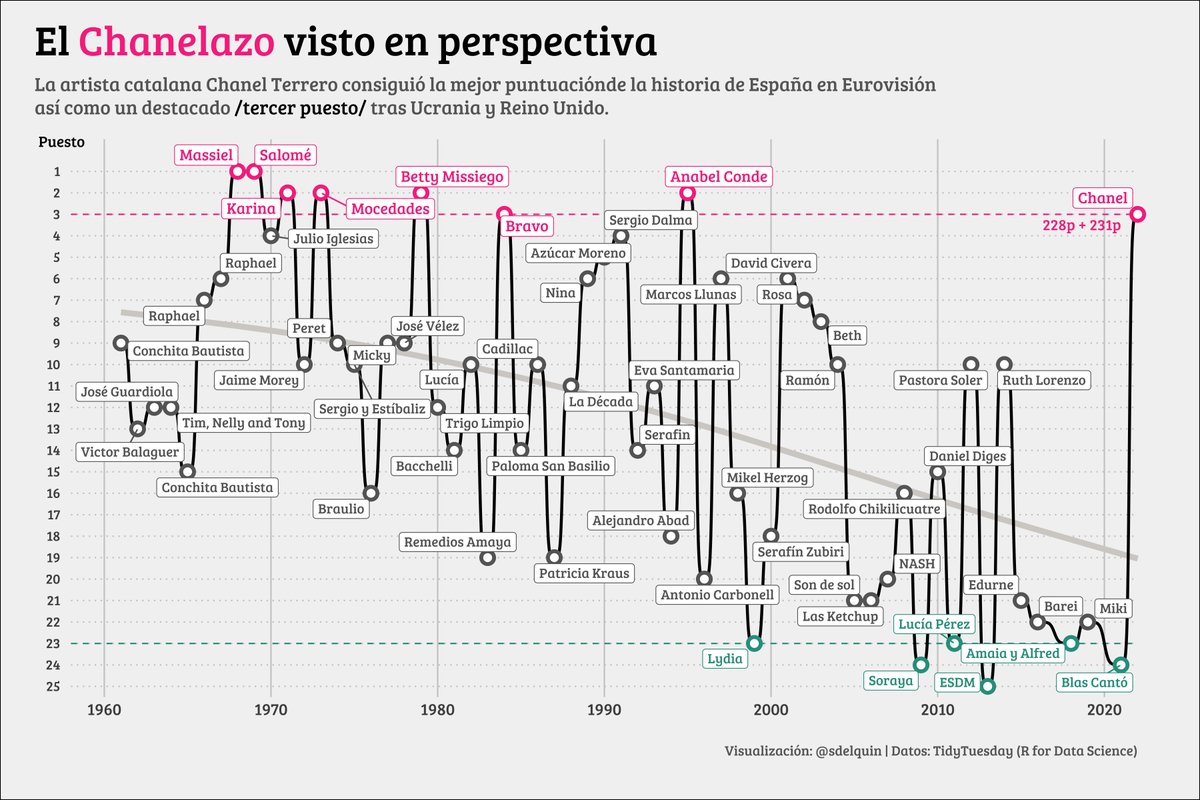 El Chanelazo visto en perspectiva
La artista catalana Chanel Terrero consiguió la mejor puntuaciónde la historia de España en Eurovisión
así como un destacado /tercer puesto/ tras Ucrania y Reino Unido.
Puesto
Massiel
Salomé
1
Betty Missiego
Anabel Conde
2
Chanel
Karina
Mocedades
3
Bravo
Sergio Dalma
228p + 231p
4
Julio Iglesias
Azúcar Moreno
5
Raphael
David Civera
6
Nina
Marcos Llunas
Rosa
7
Raphael
8
Peret
José Vélez
Beth
9
Conchita Bautista
Micky
Cadillac
10
Jaime Morey
Lucía
Eva Santamaria
Ramón
Pastora Soler
Ruth Lorenzo
11
José Guardiola
La Década
12
Sergio y Estíbaliz
Tim, Nelly and Tony
Trigo Limpio
13
Serafin
14
Victor Balaguer
Bacchelli
Paloma San Basilio
Daniel Diges
15
Conchita Bautista
Mikel Herzog
16
Braulio
Rodolfo Chikilicuatre
17
Alejandro Abad
18
Remedios Amaya
Serafín Zubiri
19
Patricia Kraus
NASH
20
Antonio Carbonell
Son de sol
Edurne
21
Las Ketchup
Barei
Miki
22
Lucía Pérez
23
Lydia
Amaia y Alfred
24
Soraya
ESDM
Blas Cantó
25
1960 1970 1980 1990 2000 2010 2020
Visualización: @sdelquin | Datos: TidyTuesday (R for Data Science)